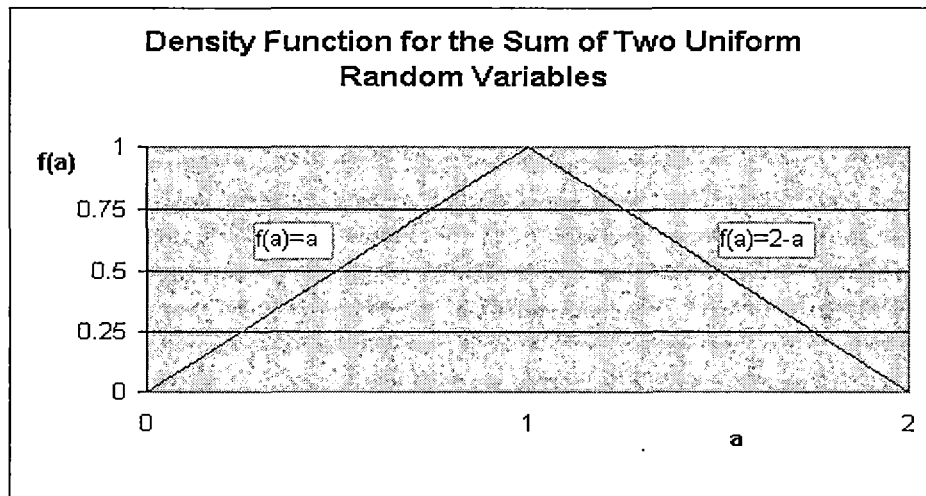 Density Function for the Sum of Two Uniform
Random Variables
f(a)
1
0.75
0.5
0.25
0
f(a)=a
f(a)=2-a
0
1
2
a